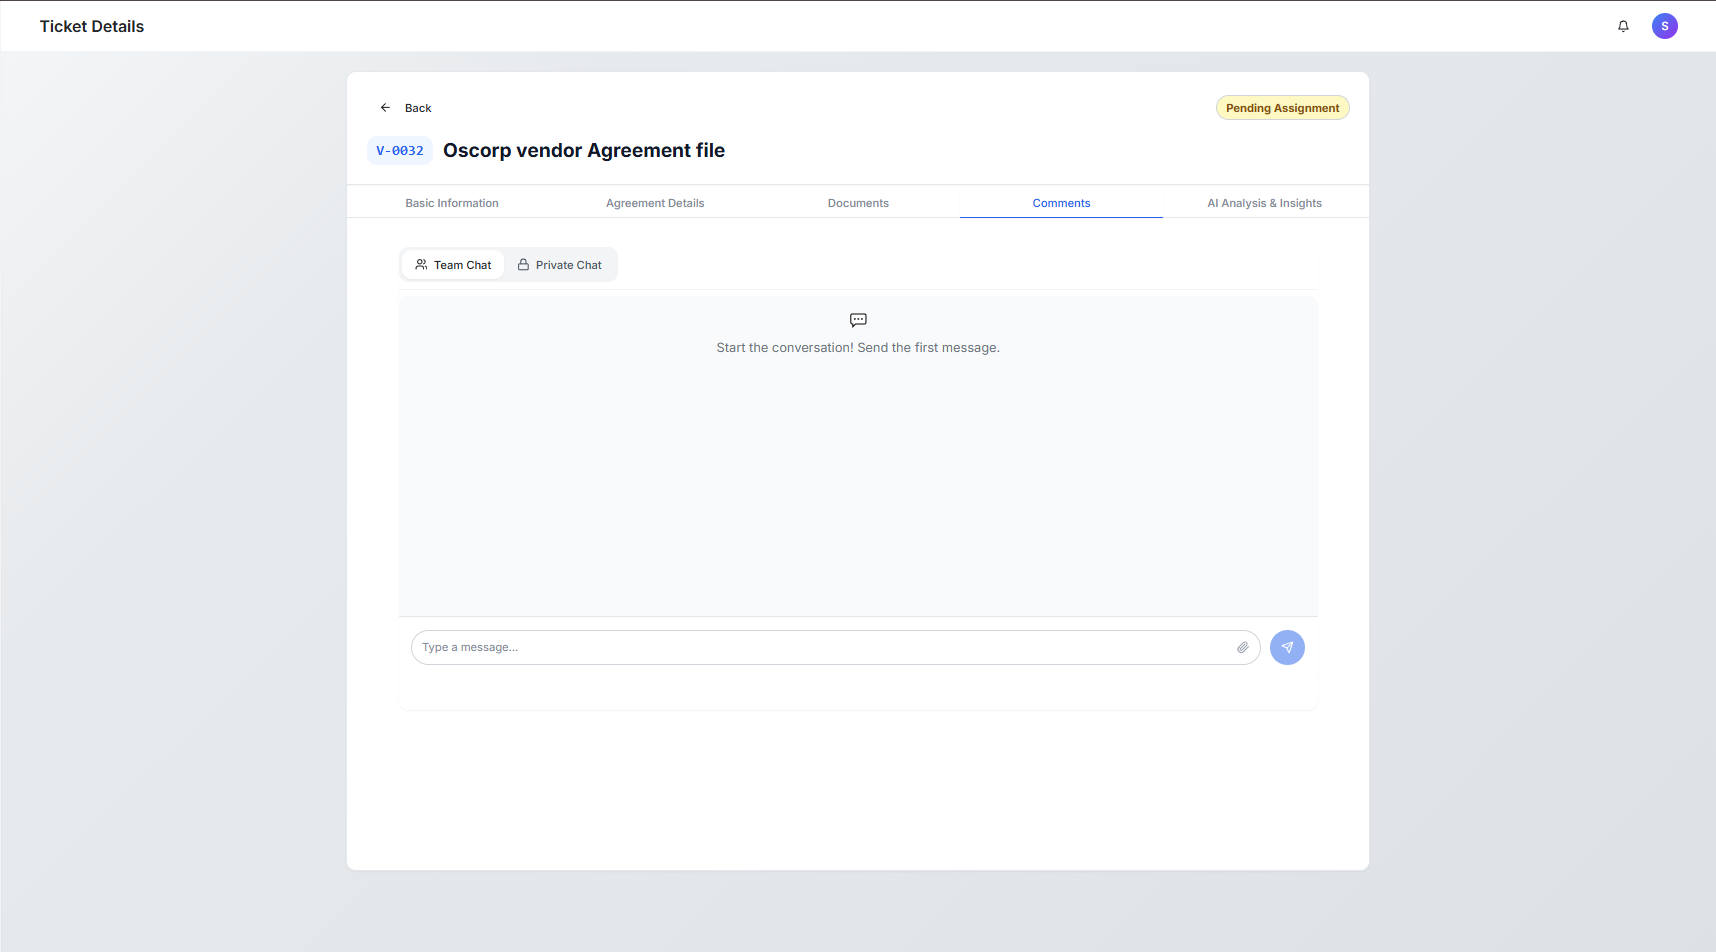 Ticket Details
S
Back
Pending Assignment
V-0032 Oscorp vendor Agreement file
Basic Information Agreement Details Documents Comments AI Analysis & Insights
Team Chat Private Chat
Start the conversation! Send the first message.
Type a message...